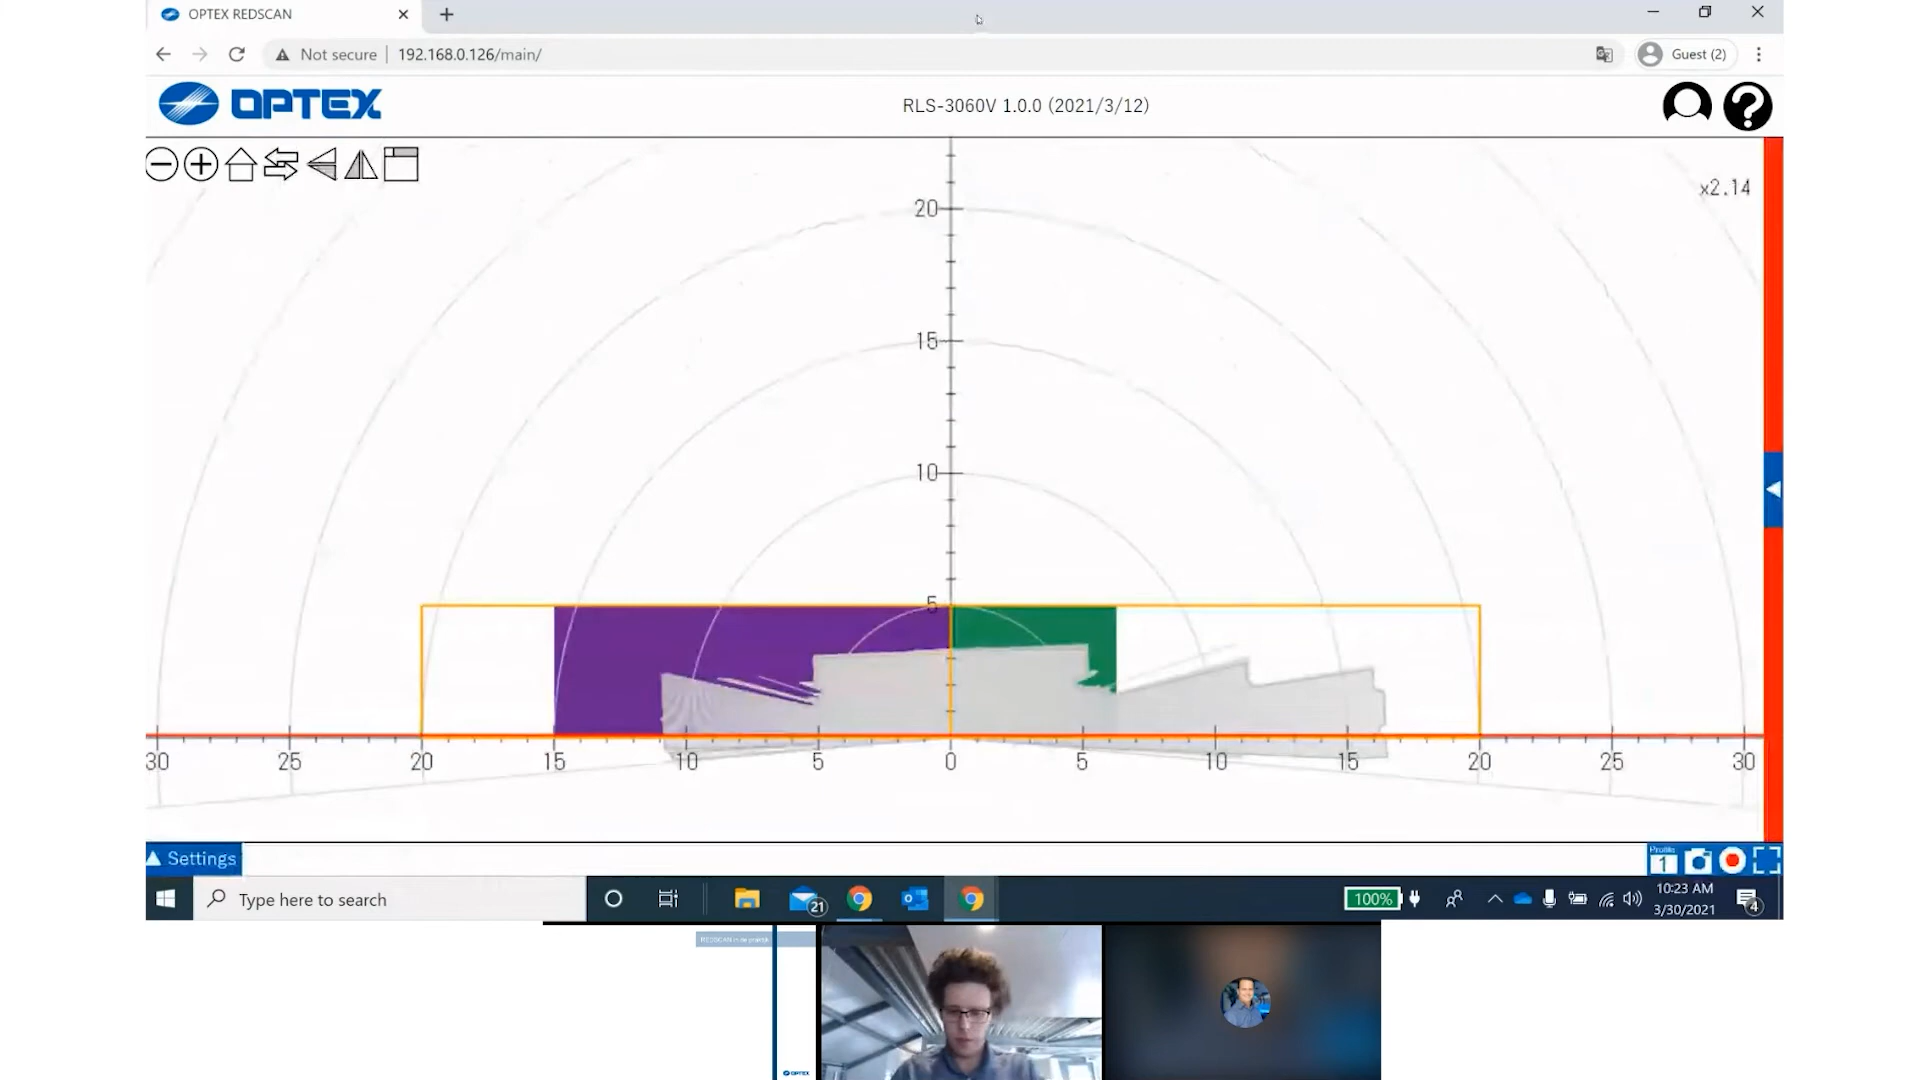 OPTEX REDSCAN
Not secure | 192.168.0.126/main/
Guest (2)
OPTEX
RLS-3060V 1.0.0 (2021/3/12)
x2.14
20
15
10
5
30 25 20 15 10 5 0 5 10 15 20 25 30
Settings
1
Type here to search
21
100%
10:23 AM
3/30/2021
4
OPTEX